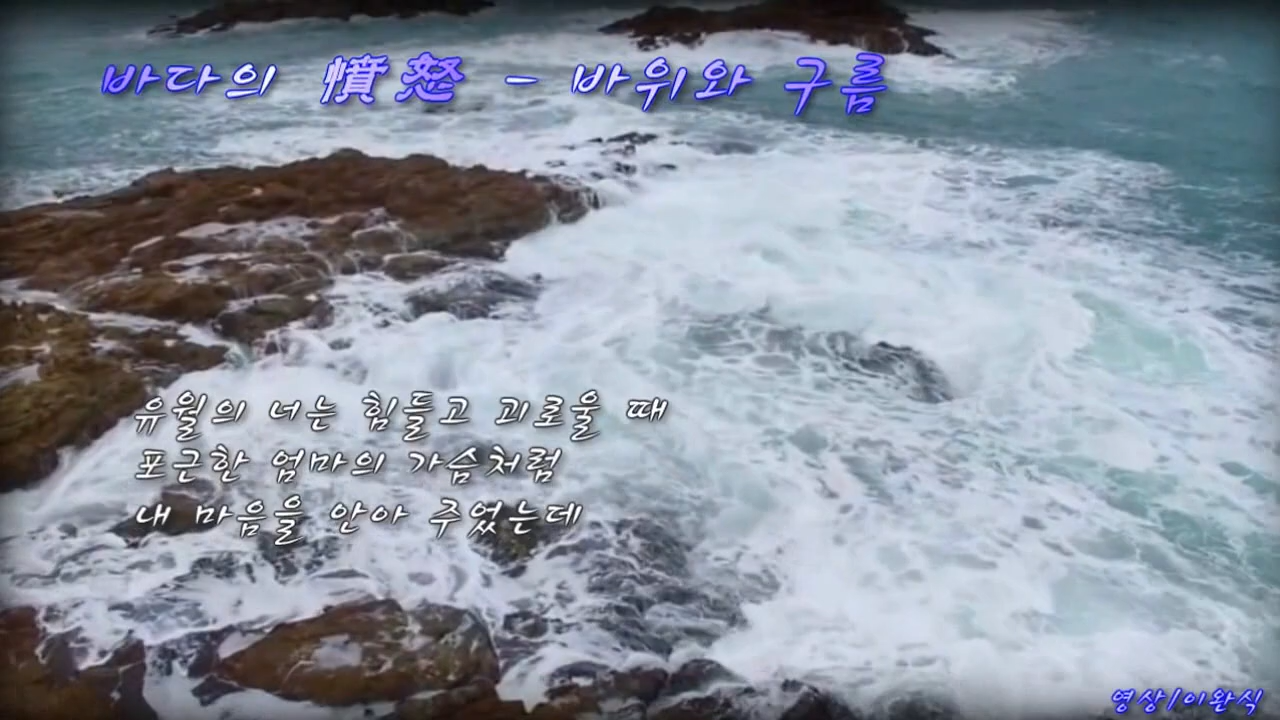 바다의 憤怒 - 바위와 구름
유월의 너는 힘들고 괴로울 때
포근한 엄마의 가슴처럼
내 마음을 안아 주었는데
영상/이완식